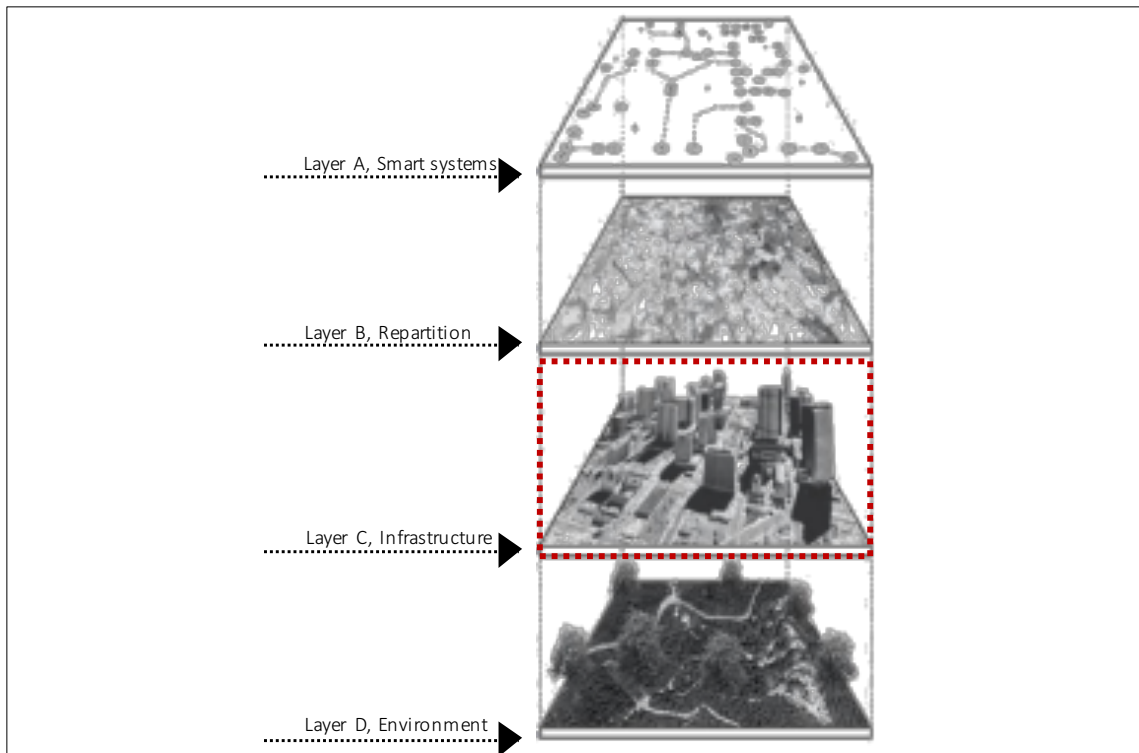 Layer A, Smart systems
Layer B, Repartition
Layer C, Infrastructure
Layer D, Environment